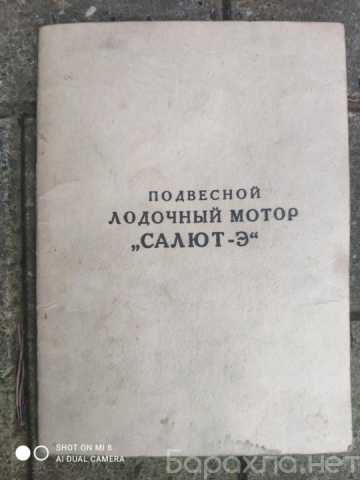 ПОДВЕСНОЙ
ЛОДОЧНЫЙ МОТОР
„САЛЮТ-Э“
SHOT ON MI 8
AI DUAL CAMERA
Барахла.нет